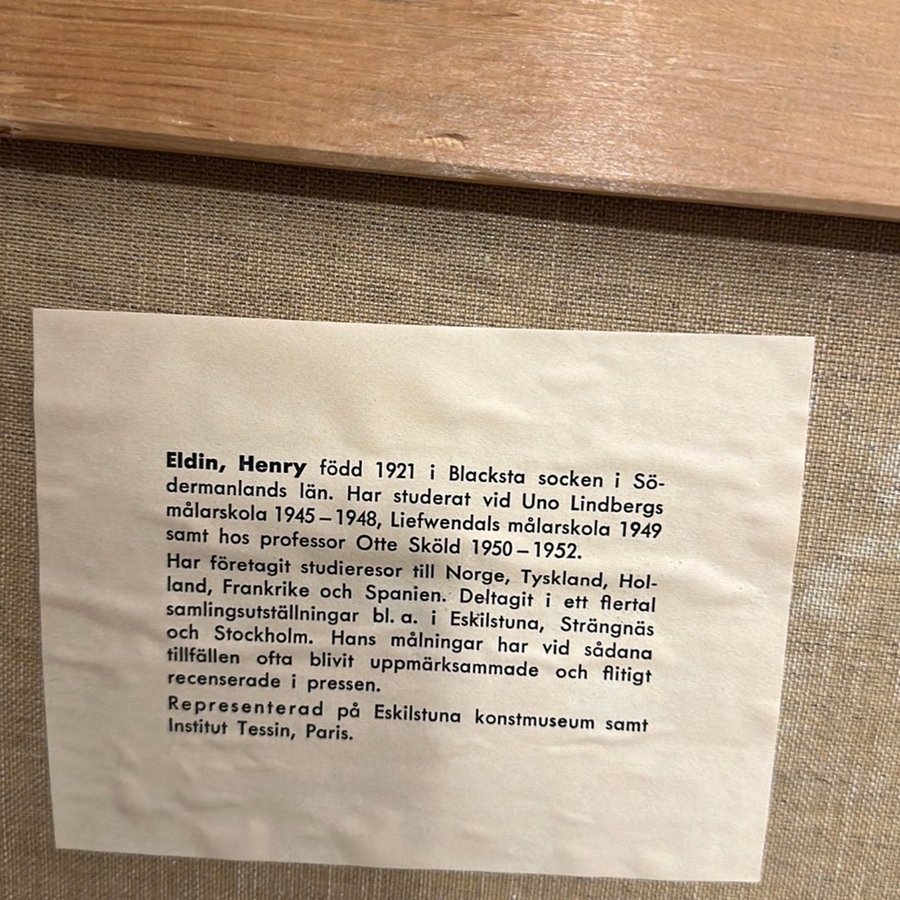 Eldin, Henry född 1921 i Blacksta socken i Sö-
dermanlands län. Har studerat vid Uno Lindbergs
målarskola 1945–1948, Liefwendals målarskola 1949
samt hos professor Otte Sköld 1950–1952.
Har företagit studieresor till Norge, Tyskland, Hol-
land, Frankrike och Spanien. Deltagit i ett flertal
samlingsutställningar bl. a. i Eskilstuna, Strängnäs
och Stockholm. Hans målningar har vid sådana
tillfällen ofta blivit uppmärksammade och flitigt
recenserade i pressen.
Representerad på Eskilstuna konstmuseum samt
Institut Tessin, Paris.